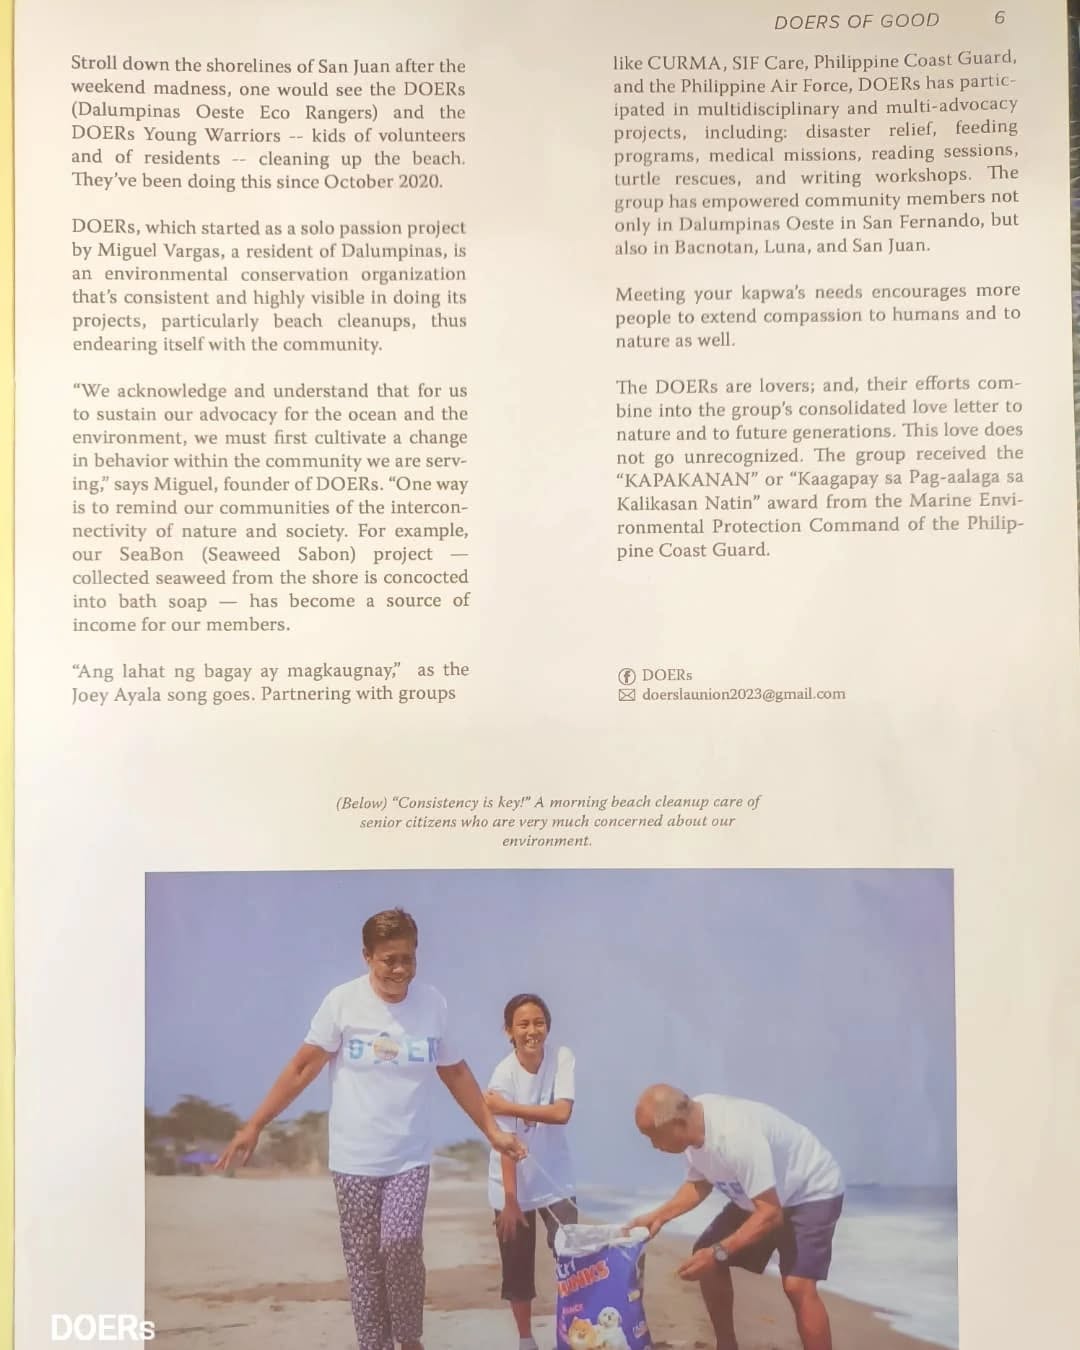 DOERS OF GOOD 6
Stroll down the shorelines of San Juan after the
weekend madness, one would see the DOERs
(Dalumpinas Oeste Eco Rangers) and the
DOERs Young Warriors -- kids of volunteers
and of residents -- cleaning up the beach.
They've been doing this since October 2020.
DOERs, which started as a solo passion project
by Miguel Vargas, a resident of Dalumpinas, is
an environmental conservation organization
that's consistent and highly visible in doing its
projects, particularly beach cleanups, thus
endearing itself with the community.
“We acknowledge and understand that for us
to sustain our advocacy for the ocean and the
environment, we must first cultivate a change
in behavior within the community we are serv-
ing,” says Miguel, founder of DOERs. “One way
is to remind our communities of the intercon-
nectivity of nature and society. For example,
our SeaBon (Seaweed Sabon) project —
collected seaweed from the shore is concocted
into bath soap — has become a source of
income for our members.
“Ang lahat ng bagay ay magkaugnay,” as the
Joey Ayala song goes. Partnering with groups
like CURMA, SIF Care, Philippine Coast Guard,
and the Philippine Air Force, DOERs has partic-
ipated in multidisciplinary and multi-advocacy
projects, including: disaster relief, feeding
programs, medical missions, reading sessions,
turtle rescues, and writing workshops. The
group has empowered community members not
only in Dalumpinas Oeste in San Fernando, but
also in Bacnotan, Luna, and San Juan.
Meeting your kapwa's needs encourages more
people to extend compassion to humans and to
nature as well.
The DOERs are lovers; and, their efforts com-
bine into the group's consolidated love letter to
nature and to future generations. This love does
not go unrecognized. The group received the
“KAPAKANAN” or “Kaagapay sa Pag-aalaga sa
Kalikasan Natin” award from the Marine Envi-
ronmental Protection Command of the Philip-
pine Coast Guard.
DOERs
doerslaunion2023@gmail.com
(Below) “Consistency is key!” A morning beach cleanup care of
senior citizens who are very much concerned about our
environment.
DOERs